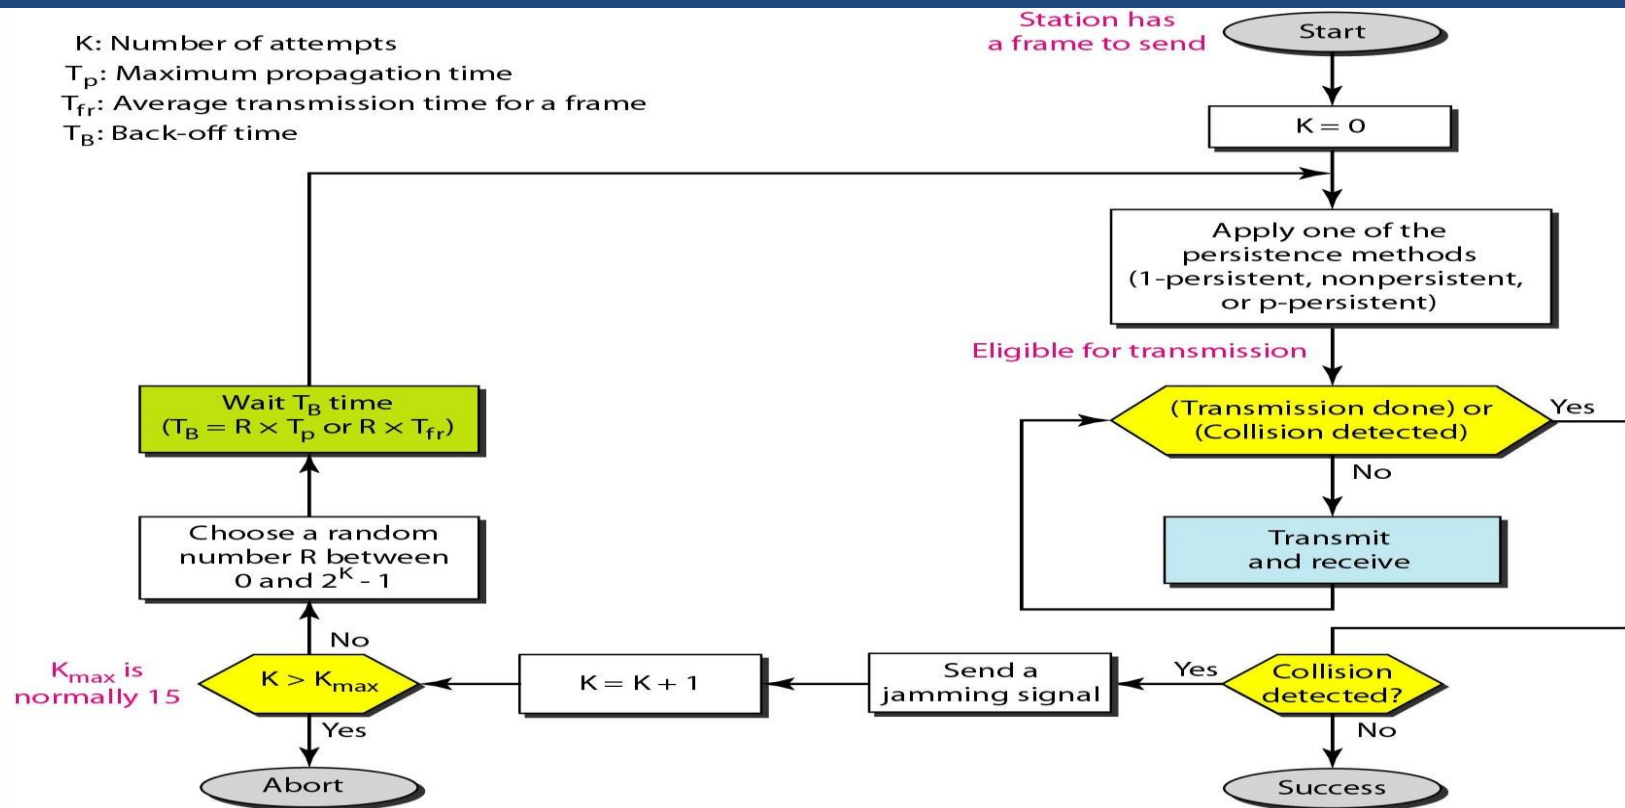 K: Number of attempts
Tp: Maximum propagation time
Tfr: Average transmission time for a frame
TB: Back-off time
Station has
a frame to send
Start
K = 0
Apply one of the
persistence methods
(1-persistent, nonpersistent,
or p-persistent)
Eligible for transmission
(Transmission done) or
(Collision detected)
Yes
No
Transmit
and receive
Wait TB time
(TB = R × Tp or R × Tfr)
Choose a random
number R between
0 and 2^K - 1
No
Kmax is
normally 15
K > Kmax
K = K + 1
Send a
jamming signal
Yes
Collision
detected?
Yes
No
Abort
Success